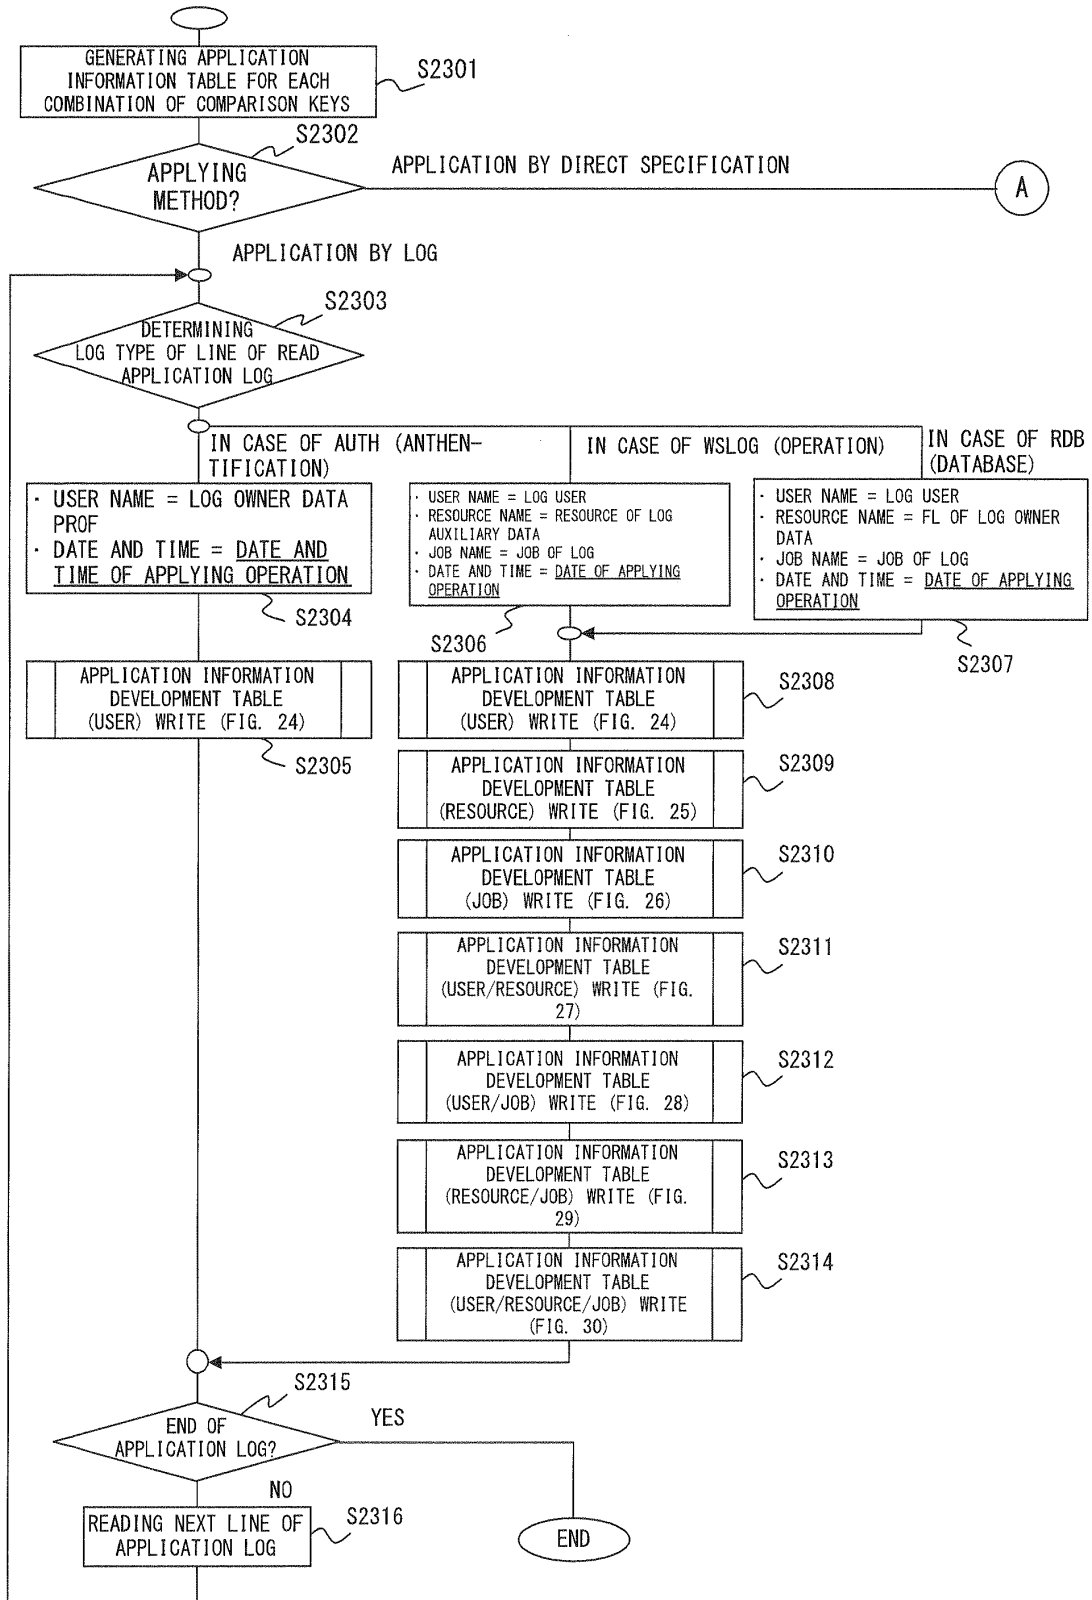 GENERATING APPLICATION
INFORMATION TABLE FOR EACH
COMBINATION OF COMPARISON KEYS
S2301
S2302
APPLYING
METHOD?
APPLICATION BY DIRECT SPECIFICATION
A
APPLICATION BY LOG
S2303
DETERMINING
LOG TYPE OF LINE OF READ
APPLICATION LOG
IN CASE OF AUTH (ANTHEN-
TIFICATION)
IN CASE OF WSLOG (OPERATION)
IN CASE OF RDB
(DATABASE)
· USER NAME = LOG OWNER DATA
PROF
· DATE AND TIME = DATE AND
TIME OF APPLYING OPERATION
S2304
· USER NAME = LOG USER
· RESOURCE NAME = RESOURCE OF LOG
AUXILIARY DATA
· JOB NAME = JOB OF LOG
· DATE AND TIME = DATE OF APPLYING
OPERATION
S2306
· USER NAME = LOG USER
· RESOURCE NAME = FL OF LOG OWNER
DATA
· JOB NAME = JOB OF LOG
· DATE AND TIME = DATE OF APPLYING
OPERATION
S2307
APPLICATION INFORMATION
DEVELOPMENT TABLE
(USER) WRITE (FIG. 24)
S2305
APPLICATION INFORMATION
DEVELOPMENT TABLE
(USER) WRITE (FIG. 24)
S2308
APPLICATION INFORMATION
DEVELOPMENT TABLE
(RESOURCE) WRITE (FIG. 25)
S2309
APPLICATION INFORMATION
DEVELOPMENT TABLE
(JOB) WRITE (FIG. 26)
S2310
APPLICATION INFORMATION
DEVELOPMENT TABLE
(USER/RESOURCE) WRITE (FIG.
27)
S2311
APPLICATION INFORMATION
DEVELOPMENT TABLE
(USER/JOB) WRITE (FIG. 28)
S2312
APPLICATION INFORMATION
DEVELOPMENT TABLE
(RESOURCE/JOB) WRITE (FIG.
29)
S2313
APPLICATION INFORMATION
DEVELOPMENT TABLE
(USER/RESOURCE/JOB) WRITE
(FIG. 30)
S2314
S2315
END OF
APPLICATION LOG?
YES
NO
READING NEXT LINE OF
APPLICATION LOG
S2316
END